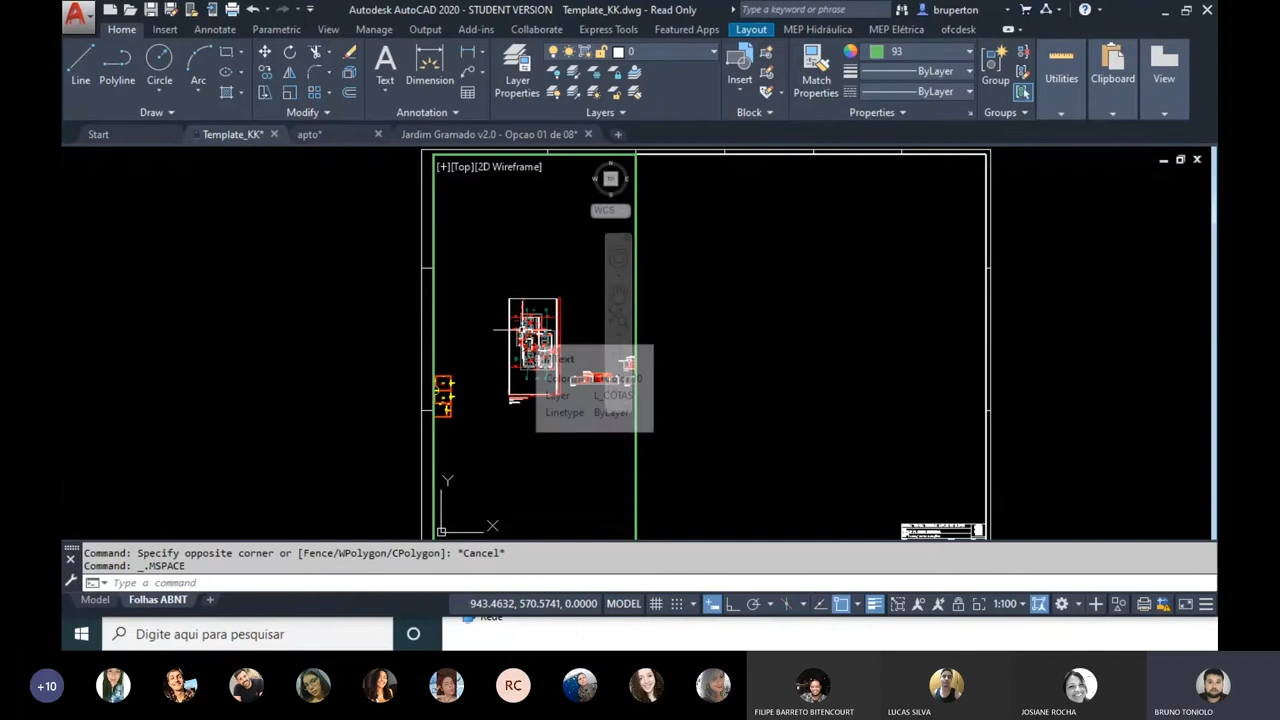 Autodesk AutoCAD 2020 - STUDENT VERSION Template_KK.dwg - Read Only
Type a keyword or phrase
bruperton
Home Insert Annotate Parametric View Manage Output Add-ins Collaborate Express Tools Featured Apps Layout MEP Hidráulica MEP Elétrica ofcdesk
Line Polyline Circle Arc
Text Dimension
Layer Properties
0
Insert
Match Properties
93
ByLayer
ByLayer
Group
Utilities
Clipboard
View
Draw Modify Annotation Layers Block Properties Groups
Start Template_KK* apto* Jardim Gramado v2.0 - Opcao 01 de 08*
[+][Top][2D Wireframe]
N
W TOP E
S
WCS
Layer L_COTAS
Linetype ByLayer
Y
X
Command: Specify opposite corner or [Fence/WPolygon/CPolygon]: *Cancel*
Command: _.MSPACE
Type a command
Model Folhas ABNT
943.4632, 570.5741, 0.0000 MODEL 1:100
Digite aqui para pesquisar
Rede
+10
RC
FILIPE BARRETO BITENCOURT LUCAS SILVA JOSIANE ROCHA BRUNO TONIOLO